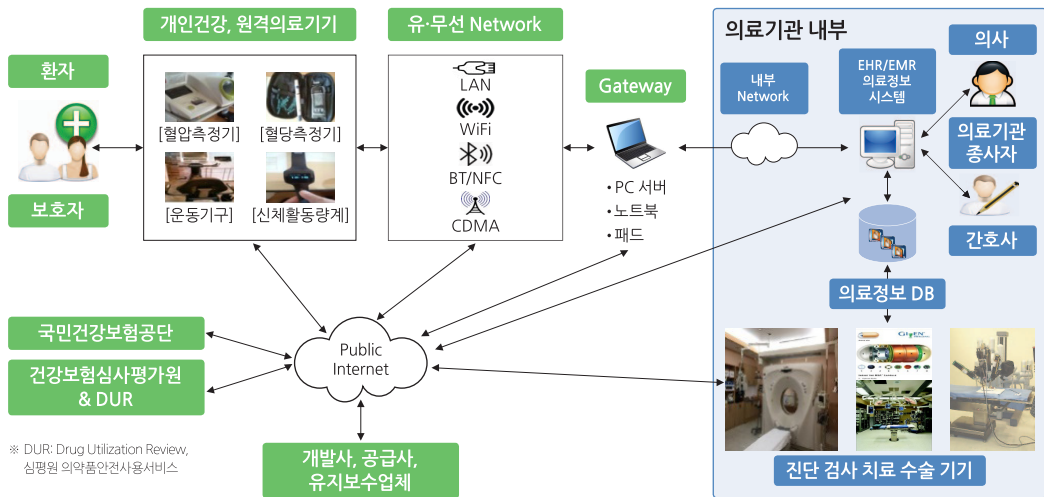 개인건강, 원격의료기기
유·무선 Network
의료기관 내부
의사
환자
내부
Network
EHR/EMR
의료정보
시스템
LAN
Gateway
[혈압측정기]
[혈당측정기]
WiFi
의료기관
종사자
BT/NFC
• PC 서버
• 노트북
• 패드
보호자
[운동기구]
[신체활동량계]
CDMA
간호사
의료정보 DB
국민건강보험공단
Public
Internet
건강보험심사평가원
& DUR
※ DUR: Drug Utilization Review,
심평원 의약품안전사용서비스
개발사, 공급사,
유지보수업체
진단 검사 치료 수술 기기